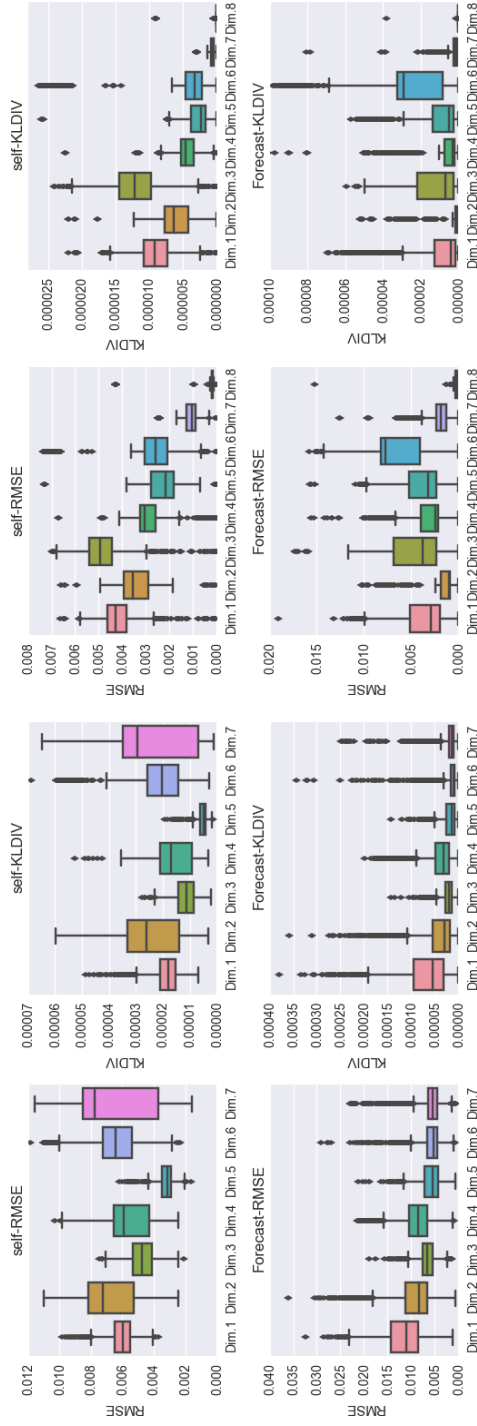 self-RMSE
0.012
0.010
0.008
0.006
0.004
0.002
0.000
RMSE
Dim.1 Dim.2 Dim.3 Dim.4 Dim.5 Dim.6 Dim.7
self-KLDIV
0.00007
0.00006
0.00005
0.00004
0.00003
0.00002
0.00001
0.00000
KLDIV
Dim.1 Dim.2 Dim.3 Dim.4 Dim.5 Dim.6 Dim.7
self-RMSE
0.008
0.007
0.006
0.005
0.004
0.003
0.002
0.001
0.000
RMSE
Dim.1 Dim.2 Dim.3 Dim.4 Dim.5 Dim.6 Dim.7 Dim.8
self-KLDIV
0.000025
0.000020
0.000015
0.000010
0.000005
0.000000
KLDIV
Dim.1 Dim.2 Dim.3 Dim.4 Dim.5 Dim.6 Dim.7 Dim.8
Forecast-RMSE
0.040
0.035
0.030
0.025
0.020
0.015
0.010
0.005
0.000
RMSE
Dim.1 Dim.2 Dim.3 Dim.4 Dim.5 Dim.6 Dim.7
Forecast-KLDIV
0.00040
0.00035
0.00030
0.00025
0.00020
0.00015
0.00010
0.00005
0.00000
KLDIV
Dim.1 Dim.2 Dim.3 Dim.4 Dim.5 Dim.6 Dim.7
Forecast-RMSE
0.020
0.015
0.010
0.005
0.000
RMSE
Dim.1 Dim.2 Dim.3 Dim.4 Dim.5 Dim.6 Dim.7 Dim.8
Forecast-KLDIV
0.00010
0.00008
0.00006
0.00004
0.00002
0.00000
KLDIV
Dim.1 Dim.2 Dim.3 Dim.4 Dim.5 Dim.6 Dim.7 Dim.8